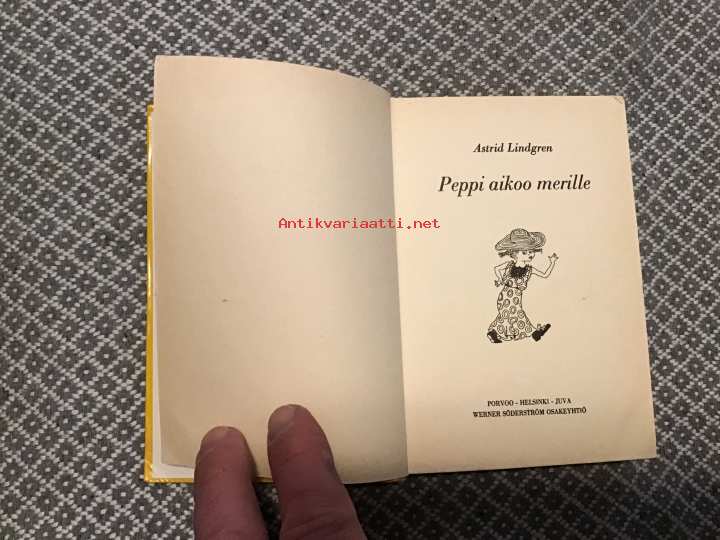 Astrid Lindgren
Peppi aikoo merille
Antikvariaatti.net
PORVOO - HELSINKI - JUVA
WERNER SÖDERSTRÖM OSAKEYHTIÖ